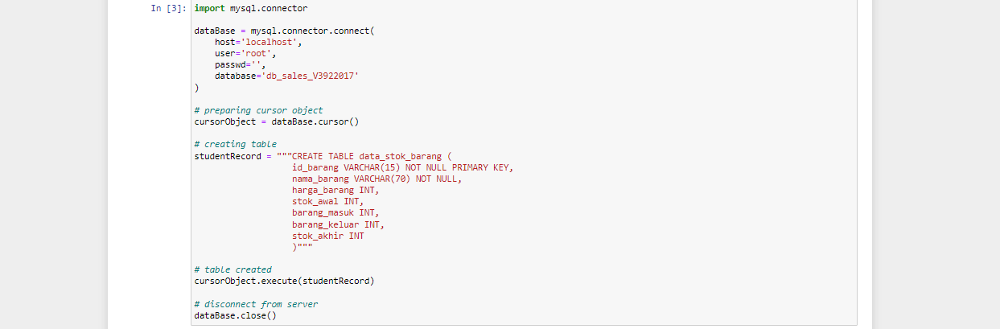 In [3]: import mysql.connector
dataBase = mysql.connector.connect(
    host='localhost',
    user='root',
    passwd='',
    database='db_sales_V3922017'
)
# preparing cursor object
cursorObject = dataBase.cursor()
# creating table
studentRecord = """CREATE TABLE data_stok_barang (
                   id_barang VARCHAR(15) NOT NULL PRIMARY KEY,
                   nama_barang VARCHAR(70) NOT NULL,
                   harga_barang INT,
                   stok_awal INT,
                   barang_masuk INT,
                   barang_keluar INT,
                   stok_akhir INT
                   )"""
# table created
cursorObject.execute(studentRecord)
# disconnect from server
dataBase.close()